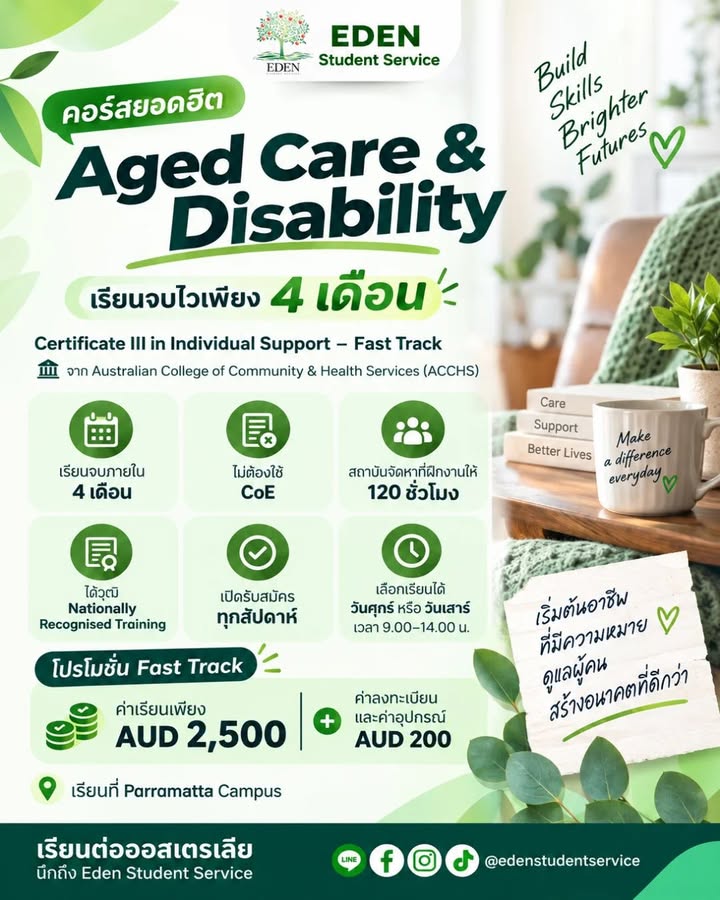 EDEN
EDEN
Student Service
Build
Skills
Brighter
Futures
คอร์สยอดฮิต
Aged Care &
Disability
เรียนจบไวเพียง 4 เดือน
Certificate III in Individual Support – Fast Track
จาก Australian College of Community & Health Services (ACCHS)
เรียนจบภายใน
4 เดือน
ไม่ต้องใช้
CoE
สถาบันจัดหาที่ฝึกงานให้
120 ชั่วโมง
ได้วุฒิ
Nationally
Recognised Training
เปิดรับสมัคร
ทุกสัปดาห์
เลือกเรียนได้
วันศุกร์ หรือ วันเสาร์
เวลา 9.00–14.00 น.
Care
Support
Better Lives
Make
a difference
everyday
เริ่มต้นอาชีพ
ที่มีความหมาย
ดูแลผู้คน
สร้างอนาคตที่ดีกว่า
โปรโมชั่น Fast Track
ค่าเรียนเพียง
AUD 2,500
+
ค่าลงทะเบียน
และค่าอุปกรณ์
AUD 200
เรียนที่ Parramatta Campus
เรียนต่อออสเตรเลีย
นึกถึง Eden Student Service
LINE
@edenstudentservice